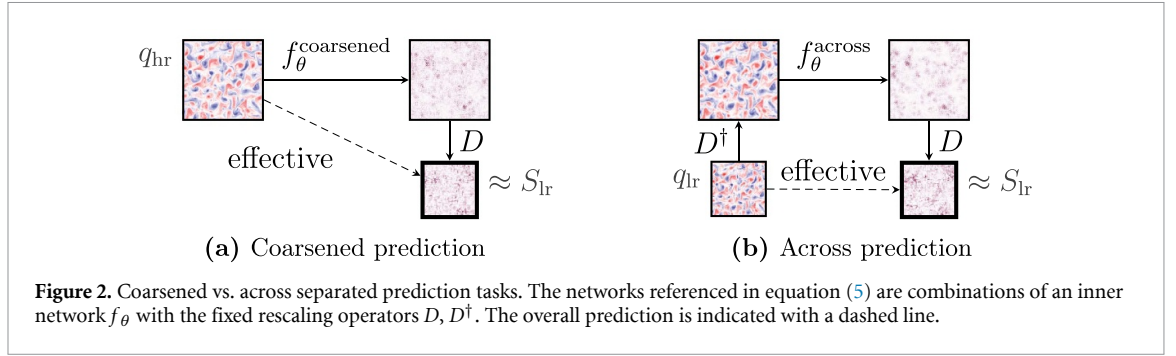 q_hr
f_θ^coarsened
D
effective
≈ S_lr
(a) Coarsened prediction
f_θ^across
D†
D
q_lr
effective
≈ S_lr
(b) Across prediction
Figure 2. Coarsened vs. across separated prediction tasks. The networks referenced in equation (5) are combinations of an inner
network f_θ with the fixed rescaling operators D, D†. The overall prediction is indicated with a dashed line.